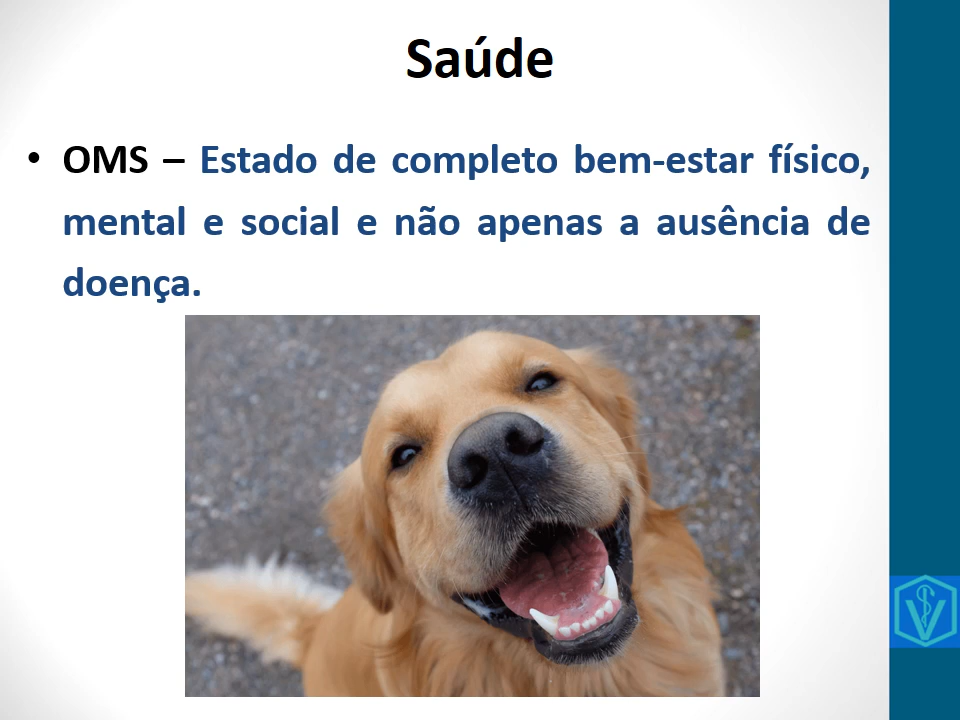 Saúde
• OMS – Estado de completo bem-estar físico,
mental e social e não apenas a ausência de
doença.